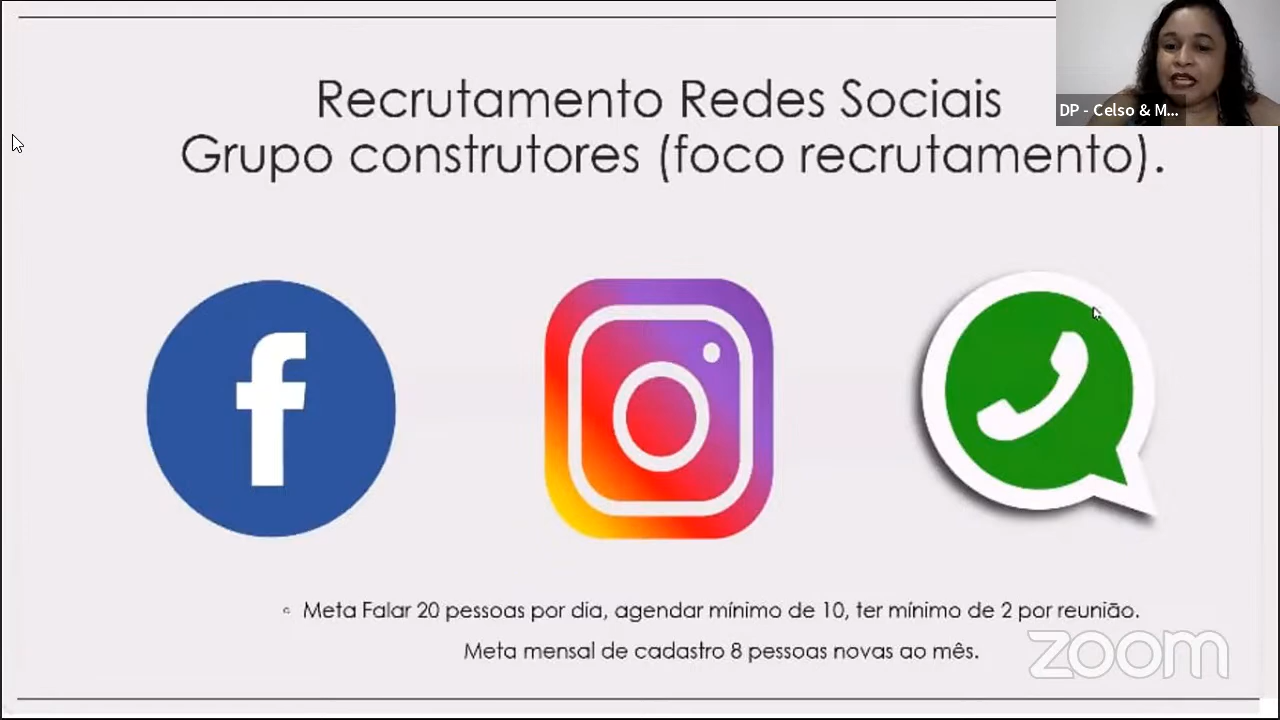 Recrutamento Redes Sociais
Grupo construtores (foco recrutamento).
DP - Celso & M...
f
Meta Falar 20 pessoas por dia, agendar mínimo de 10, ter mínimo de 2 por reunião.
Meta mensal de cadastro 8 pessoas novas ao mês.
zoom